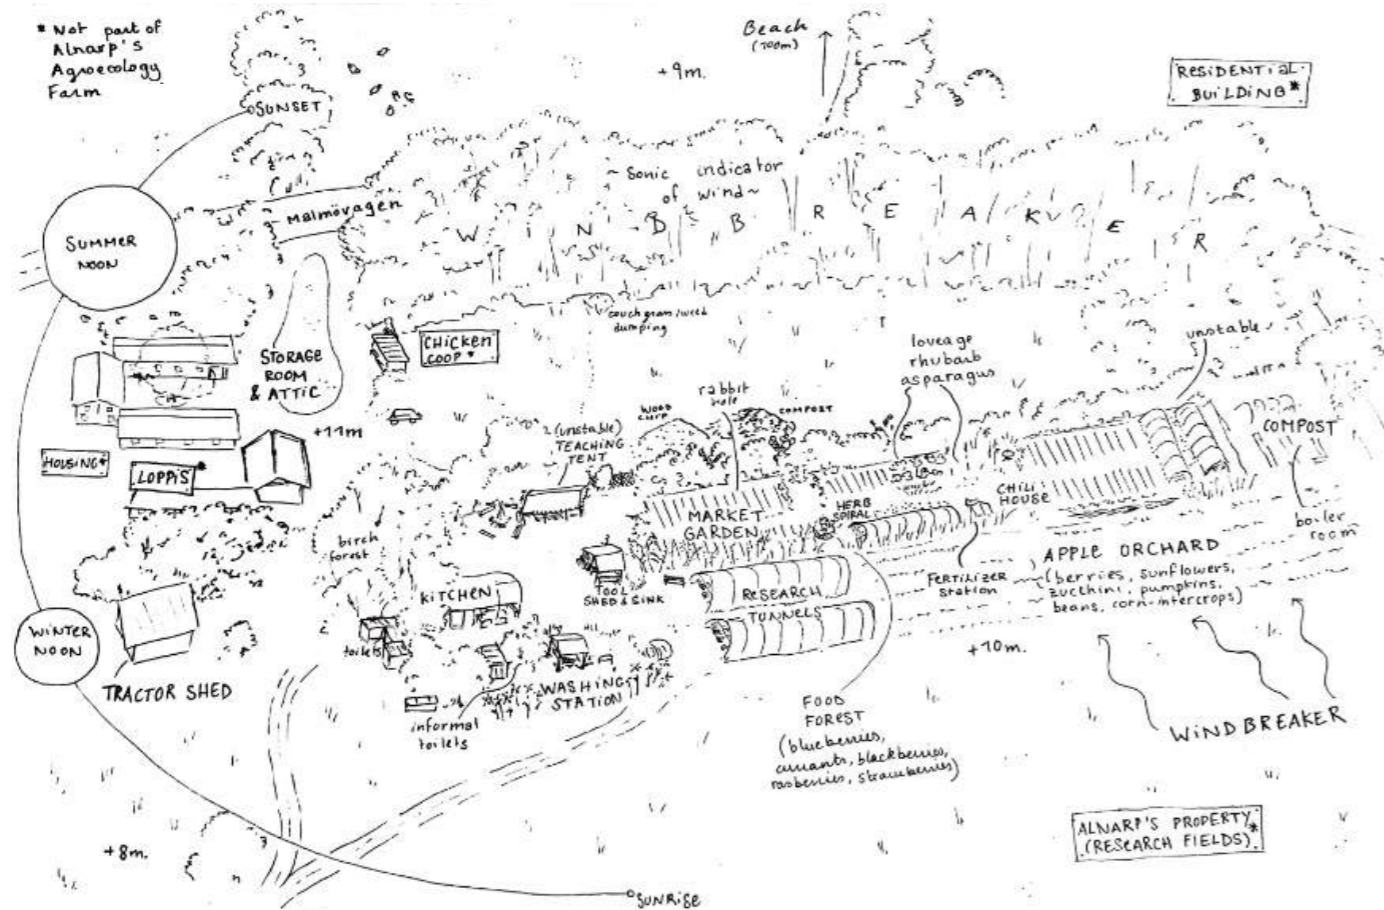 * Not part of
Alnarp's
Agroecology
Farm
SUNSET
+9m.
Beach
(700m)
RESIDENTIAL
BUILDING*
~ Sonic indicator
of wind ~
WINDBREAKER
Malmövagen
SUMMER
NOON
STORAGE
ROOM
& ATTIC
CHICKEN
COOP *
couch grass/weed
dumping
unstable
loveage
rhubarb
asparagus
rabbit
hole
WOOD
CHIP
COMPOST
(unstable)
TEACHING
TENT
+11m
HOUSING*
LOPPIS*
COMPOST
CHILI
HOUSE
HERB
SPIRAL
MARKET
GARDEN
birch
forest
boiler
room
APPLE ORCHARD
(berries, sunflowers,
zucchini, pumpkins,
beans, corn-intercrops)
FERTILIZER
Station
TOOL
SHED & SINK
RESEARCH
TUNNELS
KITCHEN
toilets
WINTER
NOON
TRACTOR SHED
WASHING
STATION
informal
toilets
+10m.
FOOD
FOREST
(blueberries,
currants, blackberries,
rasberries, strawberries)
WINDBREAKER
ALNARP'S PROPERTY
(RESEARCH FIELDS)*
+8m.
SUNRISE